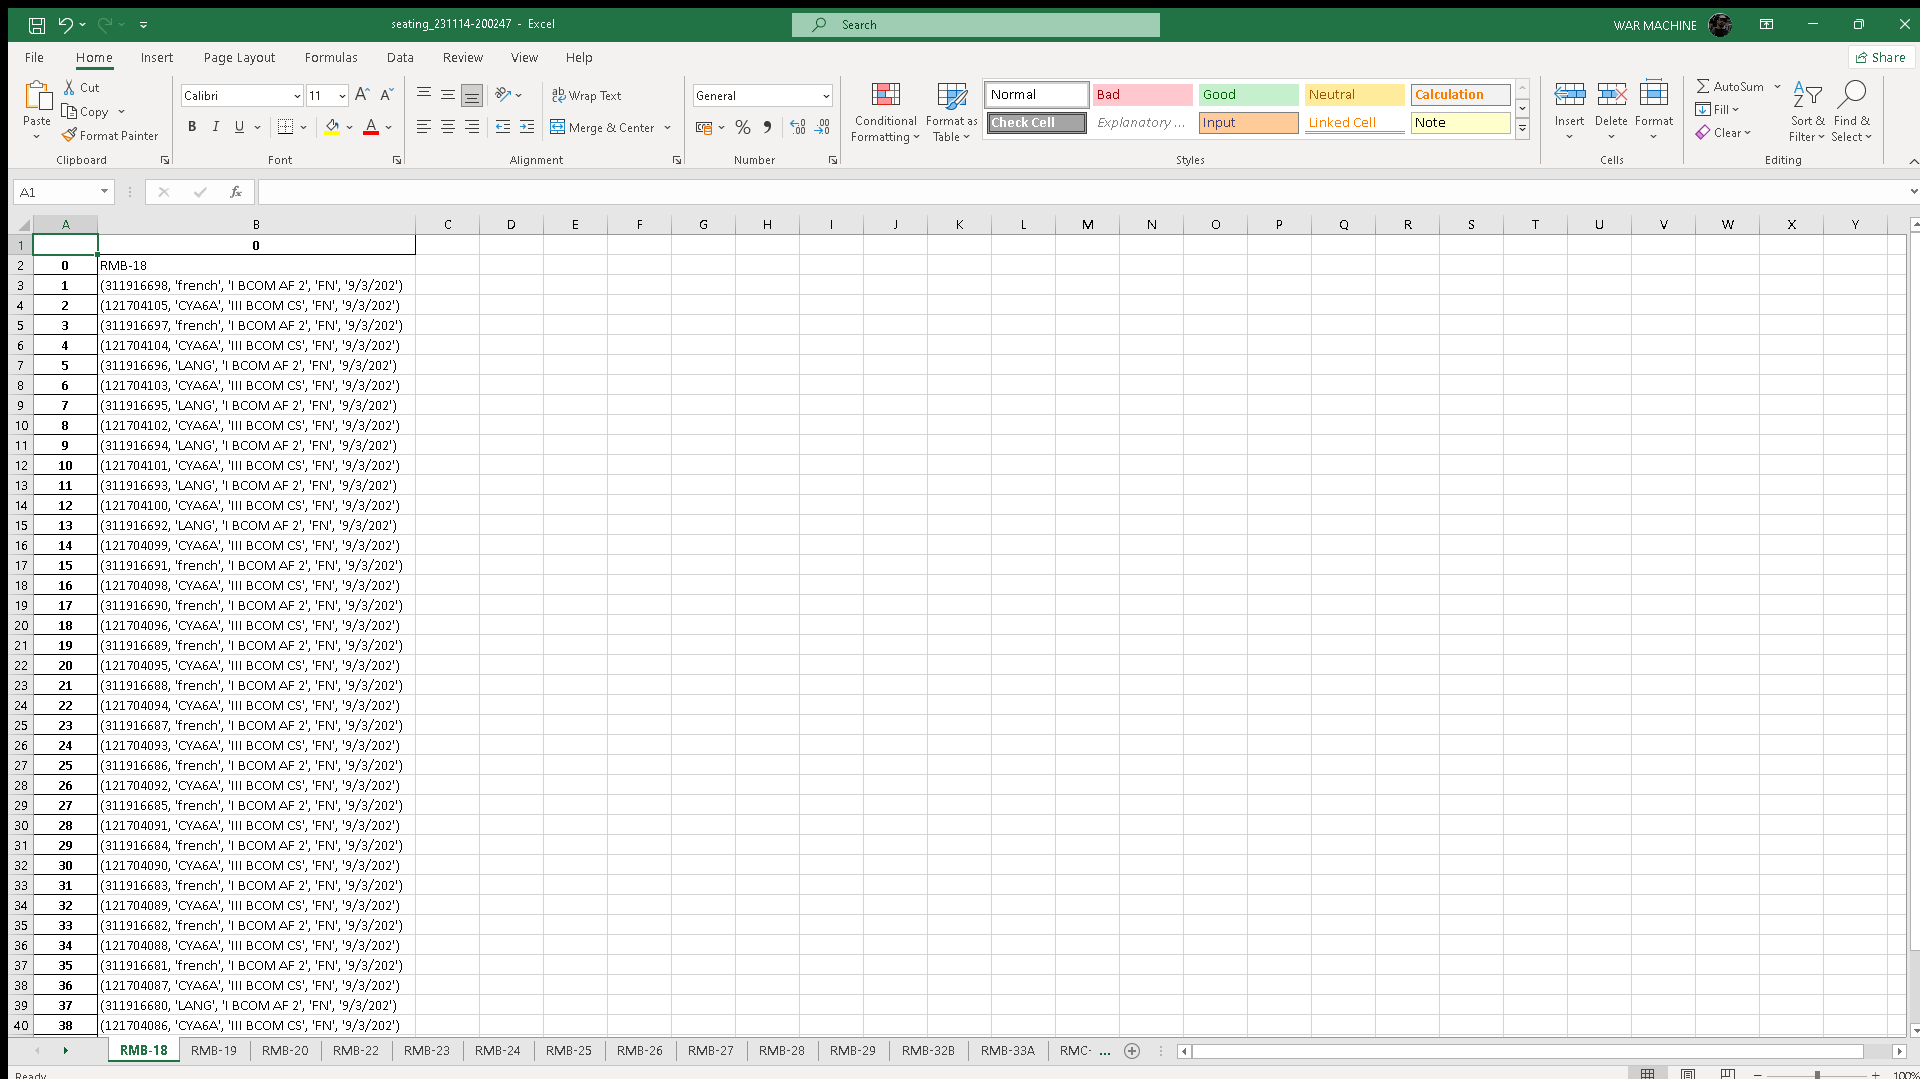 seating_231114-200247 - Excel
Search
WAR MACHINE
File Home Insert Page Layout Formulas Data Review View Help
Share
Paste
Cut
Copy
Format Painter
Clipboard
Calibri 11
B I U
Font
Wrap Text
Merge & Center
Alignment
General
Number
Conditional Formatting
Format as Table
Normal Bad Good Neutral Calculation
Check Cell Explanatory ... Input Linked Cell Note
Styles
Insert Delete Format
Cells
AutoSum
Fill
Clear
Sort & Filter
Find & Select
Editing
A1
fx
A B C D E F G H I J K L M N O P Q R S T U V W X Y
1 0
2 0 RMB-18
3 1 (311916698, 'french', 'I BCOM AF 2', 'FN', '9/3/202')
4 2 (121704105, 'CYA6A', 'III BCOM CS', 'FN', '9/3/202')
5 3 (311916697, 'french', 'I BCOM AF 2', 'FN', '9/3/202')
6 4 (121704104, 'CYA6A', 'III BCOM CS', 'FN', '9/3/202')
7 5 (311916696, 'LANG', 'I BCOM AF 2', 'FN', '9/3/202')
8 6 (121704103, 'CYA6A', 'III BCOM CS', 'FN', '9/3/202')
9 7 (311916695, 'LANG', 'I BCOM AF 2', 'FN', '9/3/202')
10 8 (121704102, 'CYA6A', 'III BCOM CS', 'FN', '9/3/202')
11 9 (311916694, 'LANG', 'I BCOM AF 2', 'FN', '9/3/202')
12 10 (121704101, 'CYA6A', 'III BCOM CS', 'FN', '9/3/202')
13 11 (311916693, 'LANG', 'I BCOM AF 2', 'FN', '9/3/202')
14 12 (121704100, 'CYA6A', 'III BCOM CS', 'FN', '9/3/202')
15 13 (311916692, 'LANG', 'I BCOM AF 2', 'FN', '9/3/202')
16 14 (121704099, 'CYA6A', 'III BCOM CS', 'FN', '9/3/202')
17 15 (311916691, 'french', 'I BCOM AF 2', 'FN', '9/3/202')
18 16 (121704098, 'CYA6A', 'III BCOM CS', 'FN', '9/3/202')
19 17 (311916690, 'french', 'I BCOM AF 2', 'FN', '9/3/202')
20 18 (121704096, 'CYA6A', 'III BCOM CS', 'FN', '9/3/202')
21 19 (311916689, 'french', 'I BCOM AF 2', 'FN', '9/3/202')
22 20 (121704095, 'CYA6A', 'III BCOM CS', 'FN', '9/3/202')
23 21 (311916688, 'french', 'I BCOM AF 2', 'FN', '9/3/202')
24 22 (121704094, 'CYA6A', 'III BCOM CS', 'FN', '9/3/202')
25 23 (311916687, 'french', 'I BCOM AF 2', 'FN', '9/3/202')
26 24 (121704093, 'CYA6A', 'III BCOM CS', 'FN', '9/3/202')
27 25 (311916686, 'french', 'I BCOM AF 2', 'FN', '9/3/202')
28 26 (121704092, 'CYA6A', 'III BCOM CS', 'FN', '9/3/202')
29 27 (311916685, 'french', 'I BCOM AF 2', 'FN', '9/3/202')
30 28 (121704091, 'CYA6A', 'III BCOM CS', 'FN', '9/3/202')
31 29 (311916684, 'french', 'I BCOM AF 2', 'FN', '9/3/202')
32 30 (121704090, 'CYA6A', 'III BCOM CS', 'FN', '9/3/202')
33 31 (311916683, 'french', 'I BCOM AF 2', 'FN', '9/3/202')
34 32 (121704089, 'CYA6A', 'III BCOM CS', 'FN', '9/3/202')
35 33 (311916682, 'french', 'I BCOM AF 2', 'FN', '9/3/202')
36 34 (121704088, 'CYA6A', 'III BCOM CS', 'FN', '9/3/202')
37 35 (311916681, 'french', 'I BCOM AF 2', 'FN', '9/3/202')
38 36 (121704087, 'CYA6A', 'III BCOM CS', 'FN', '9/3/202')
39 37 (311916680, 'LANG', 'I BCOM AF 2', 'FN', '9/3/202')
40 38 (121704086, 'CYA6A', 'III BCOM CS', 'FN', '9/3/202')
RMB-18 RMB-19 RMB-20 RMB-22 RMB-23 RMB-24 RMB-25 RMB-26 RMB-27 RMB-28 RMB-29 RMB-32B RMB-33A RMC- ...
Ready
100%